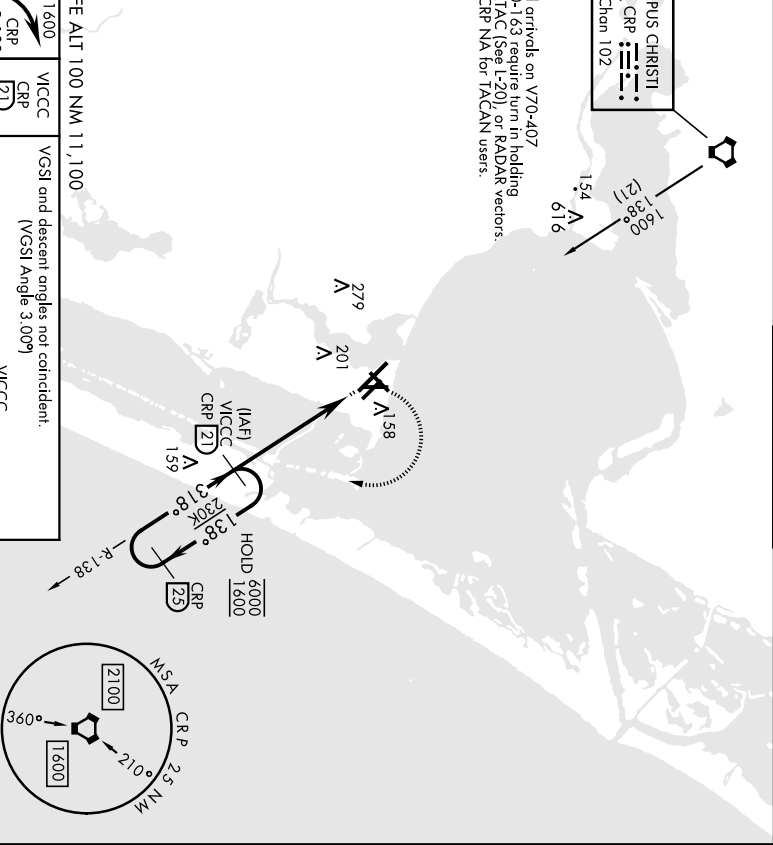 PUS CHRISTI
CRP
Chan 102
arrivals on V70-407
-163 require turn in holding
TAC (See L-20), or RADAR vectors.
CRP NA for TACAN users.
1600
138°
(21)
154
616
279
201
158
(IAF)
VICCC
CRP 21
159
318°
230K
138°
HOLD 6000
1600
CRP
25
R-138
MSA CRP 25 NM
2100
1600
360°
210°
FE ALT 100 NM 11,100
1600
CRP
VICCC
CRP
21
VGSI and descent angles not coincident.
(VGSI Angle 3.00°)
VICCC